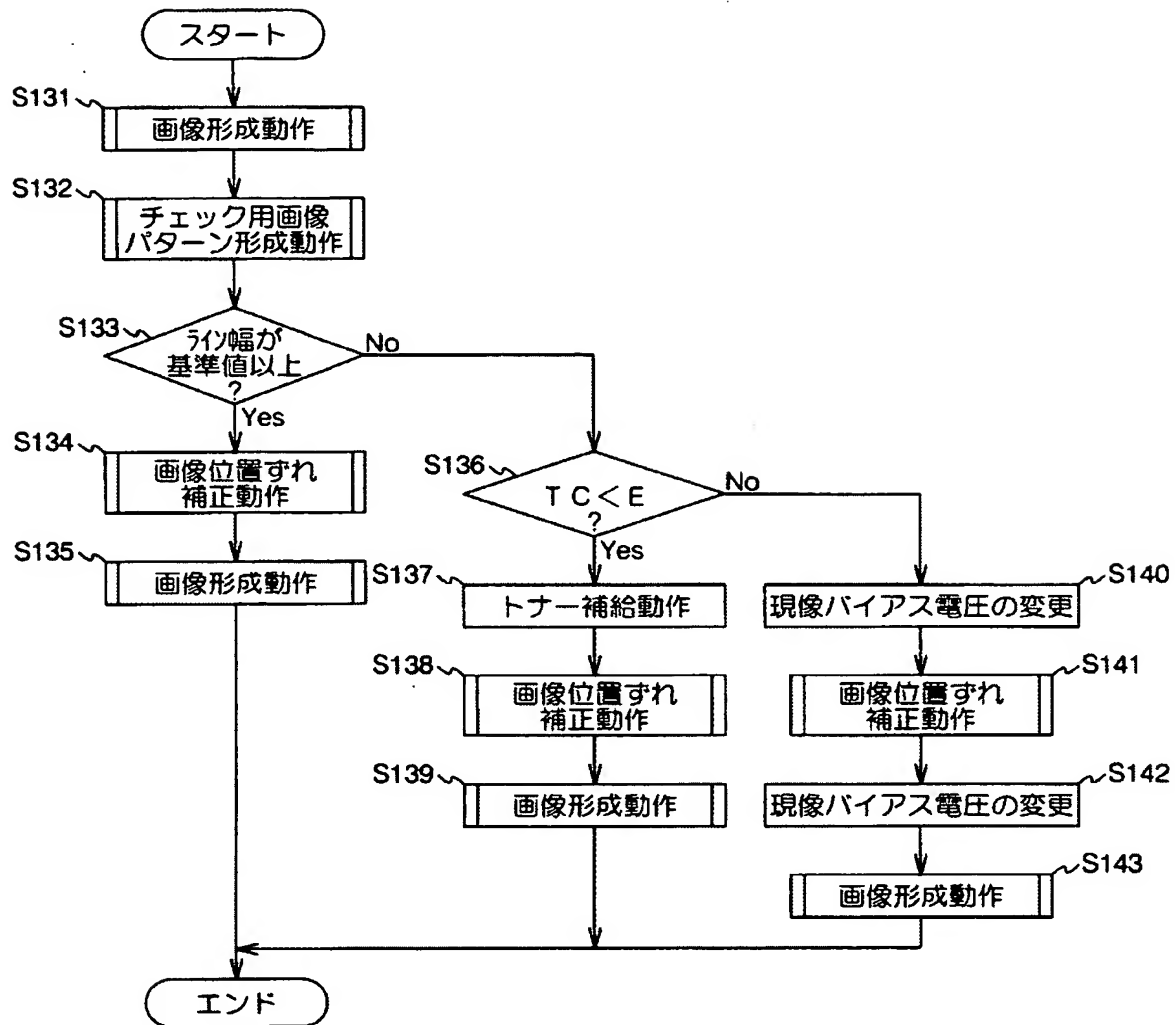 スタート
S131
画像形成動作
S132
チェック用画像
パターン形成動作
S133
ライン幅が
基準値以上
?
No
Yes
S134
画像位置ずれ
補正動作
S135
画像形成動作
S136
TC<E
?
No
Yes
S137
トナー補給動作
S138
画像位置ずれ
補正動作
S139
画像形成動作
S140
現像バイアス電圧の変更
S141
画像位置ずれ
補正動作
S142
現像バイアス電圧の変更
S143
画像形成動作
エンド